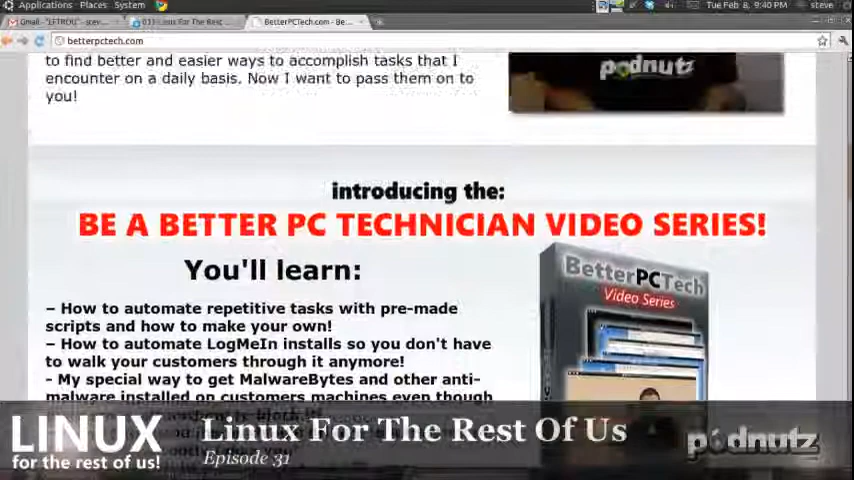 Applications Places System
Tue Feb 8, 9:40 PM steve
BetterPCTech.com - Be...
betterpctech.com
to find better and easier ways to accomplish tasks that I
encounter on a daily basis. Now I want to pass them on to
you!
podnutz
introducing the:
BE A BETTER PC TECHNICIAN VIDEO SERIES!
You'll learn:
– How to automate repetitive tasks with pre-made
scripts and how to make your own!
– How to automate LogMeIn installs so you don't have
to walk your customers through it anymore!
- My special way to get MalwareBytes and other anti-
malware installed on customers machines even though
BetterPCTech
Video Series
LINUX
for the rest of us!
Linux For The Rest Of Us
Episode 31
podnutz